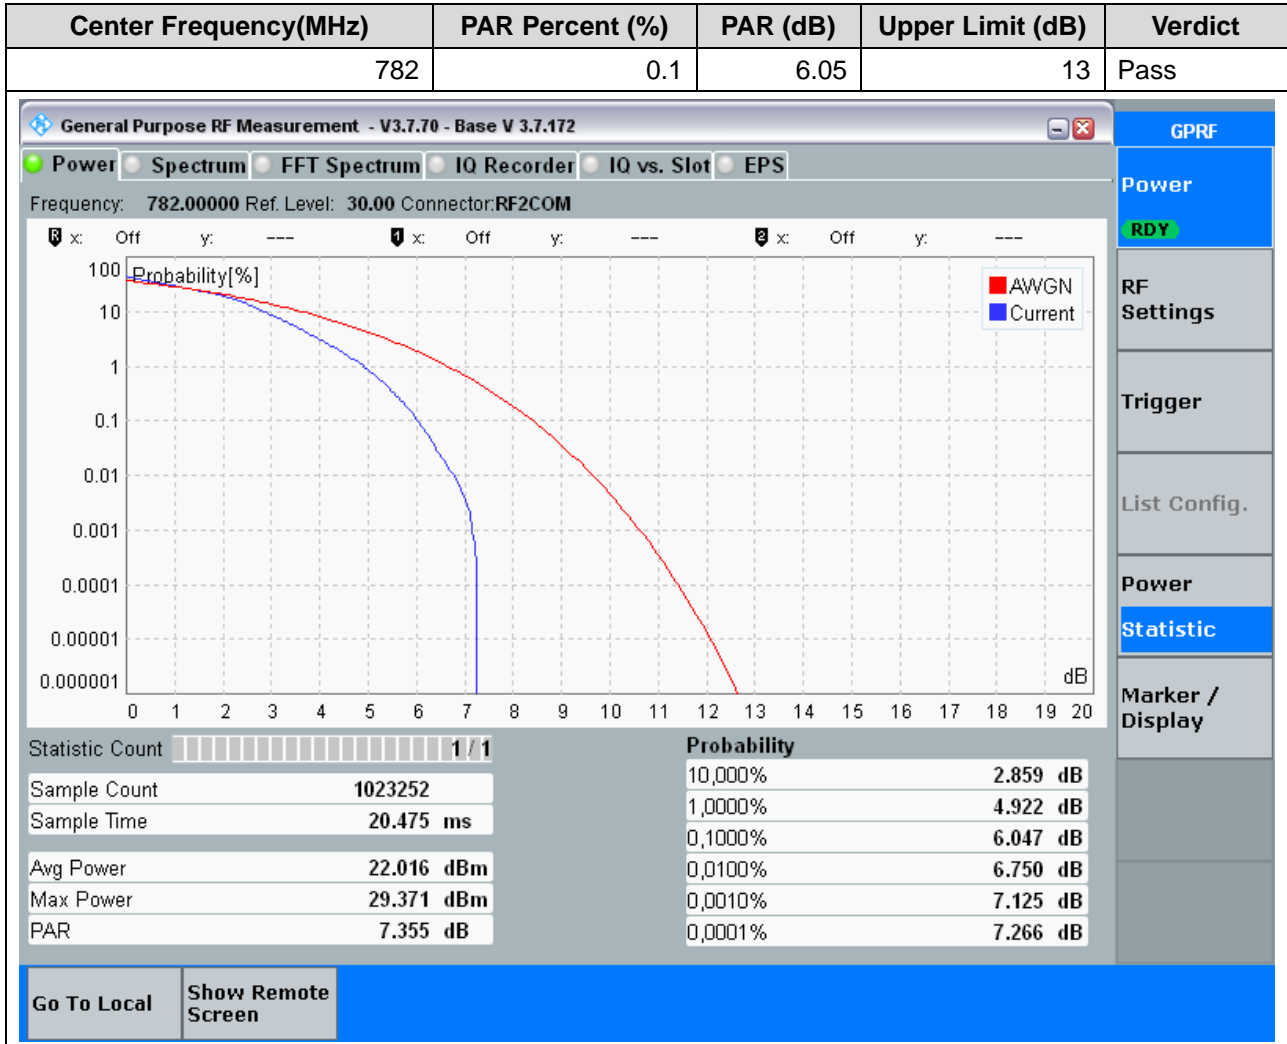 Center Frequency(MHz) PAR Percent (%) PAR (dB) Upper Limit (dB) Verdict
782 0.1 6.05 13 Pass
General Purpose RF Measurement - V3.7.70 - Base V 3.7.172
GPRF
Power Spectrum FFT Spectrum IQ Recorder IQ vs. Slot EPS
Frequency: 782.00000 Ref. Level: 30.00 Connector:RF2COM
R x: Off y: --- 1 x: Off y: --- 2 x: Off y: ---
Probability[%]
100
10
1
0.1
0.01
0.001
0.0001
0.00001
0.000001
AWGN
Current
dB
0 1 2 3 4 5 6 7 8 9 10 11 12 13 14 15 16 17 18 19 20
Statistic Count 1 / 1
Sample Count 1023252
Sample Time 20.475 ms
Avg Power 22.016 dBm
Max Power 29.371 dBm
PAR 7.355 dB
Probability
10,000% 2.859 dB
1,0000% 4.922 dB
0,1000% 6.047 dB
0,0100% 6.750 dB
0,0010% 7.125 dB
0,0001% 7.266 dB
Power
RDY
RF
Settings
Trigger
List Config.
Power
Statistic
Marker /
Display
Go To Local
Show Remote
Screen